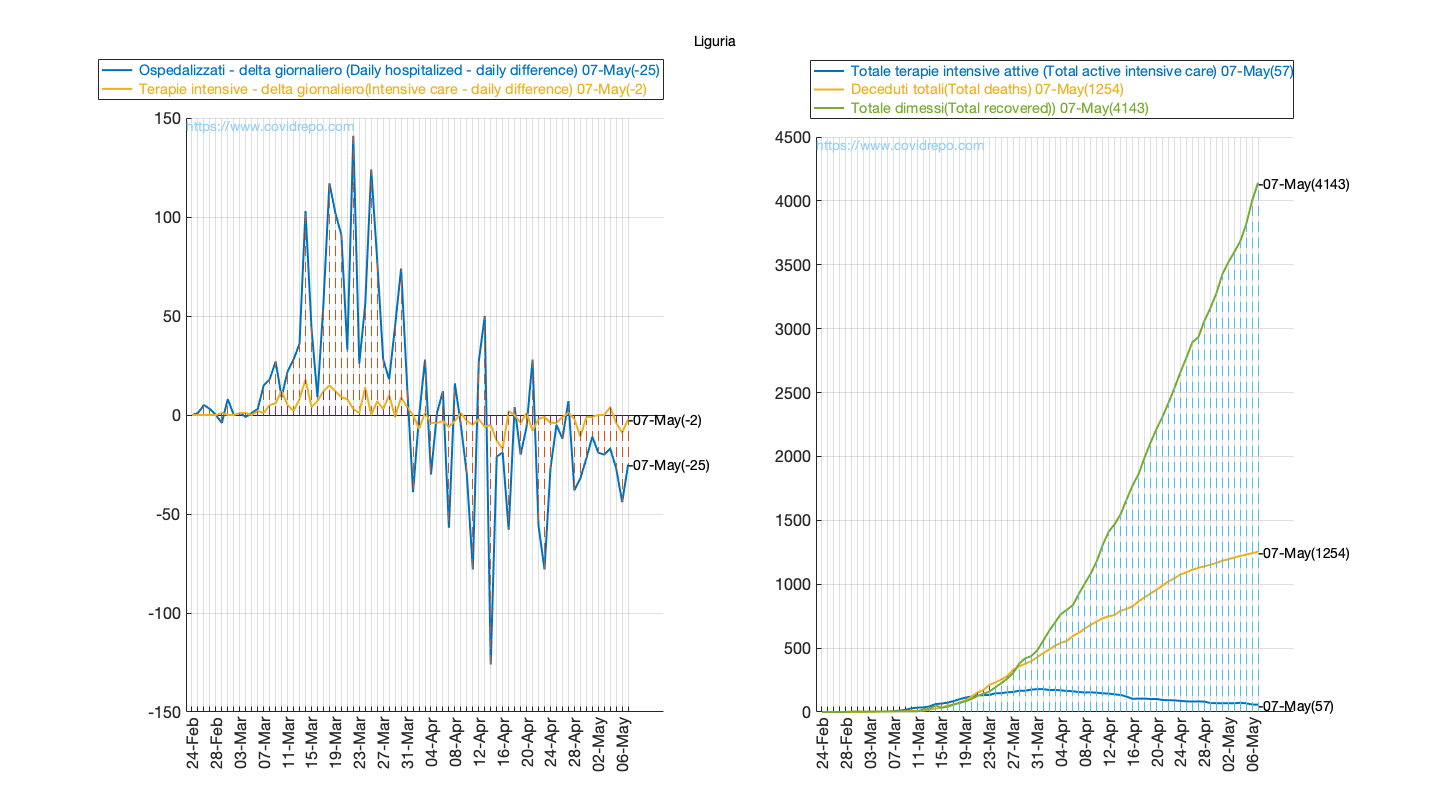 Liguria
Ospedalizzati - delta giornaliero (Daily hospitalized - daily difference) 07-May(-25)
Terapie intensive - delta giornaliero(Intensive care - daily difference) 07-May(-2)
https://www.covidrepo.com
150
100
50
0
-50
-100
-150
07-May(-2)
07-May(-25)
24-Feb
28-Feb
03-Mar
07-Mar
11-Mar
15-Mar
19-Mar
23-Mar
27-Mar
31-Mar
04-Apr
08-Apr
12-Apr
16-Apr
20-Apr
24-Apr
28-Apr
02-May
06-May
Totale terapie intensive attive (Total active intensive care) 07-May(57)
Deceduti totali(Total deaths) 07-May(1254)
Totale dimessi(Total recovered)) 07-May(4143)
https://www.covidrepo.com
4500
4000
3500
3000
2500
2000
1500
1000
500
0
07-May(4143)
07-May(1254)
07-May(57)
24-Feb
28-Feb
03-Mar
07-Mar
11-Mar
15-Mar
19-Mar
23-Mar
27-Mar
31-Mar
04-Apr
08-Apr
12-Apr
16-Apr
20-Apr
24-Apr
28-Apr
02-May
06-May